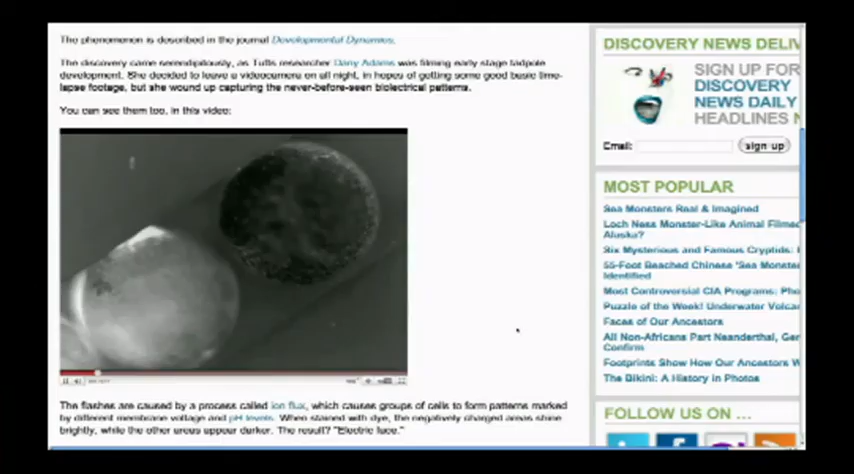 The phenomenon is described in the journal Developmental Dynamics.
The discovery came serendipitously, as Tufts researcher Dany Adams was filming early stage tadpole
development. She decided to leave a videocamera on all night, in hopes of getting some good basic time-
lapse footage, but she wound up capturing the never-before-seen bioelectrical patterns.
You can see them too, in this video:
The flashes are caused by a process called ion flux, which causes groups of cells to form patterns marked
by different membrane voltage and pH levels. When stained with dye, the negatively charged areas shine
brightly, while the other areas appear darker. The result? "Electric face."
DISCOVERY NEWS DELIV
SIGN UP FOR
DISCOVERY
NEWS DAILY
HEADLINES N
Email:
sign up
MOST POPULAR
Sea Monsters Real & Imagined
Loch Ness Monster-Like Animal Filmed
Alaska?
Six Mysterious and Famous Cryptids:
55-Foot Beached Chinese 'Sea Monste
Identified
Most Controversial CIA Programs: Pho
Puzzle of the Week! Underwater Volcan
Faces of Our Ancestors
All Non-Africans Part Neanderthal, Gen
Confirm
Footprints Show How Our Ancestors W
The Bikini: A History in Photos
FOLLOW US ON ...